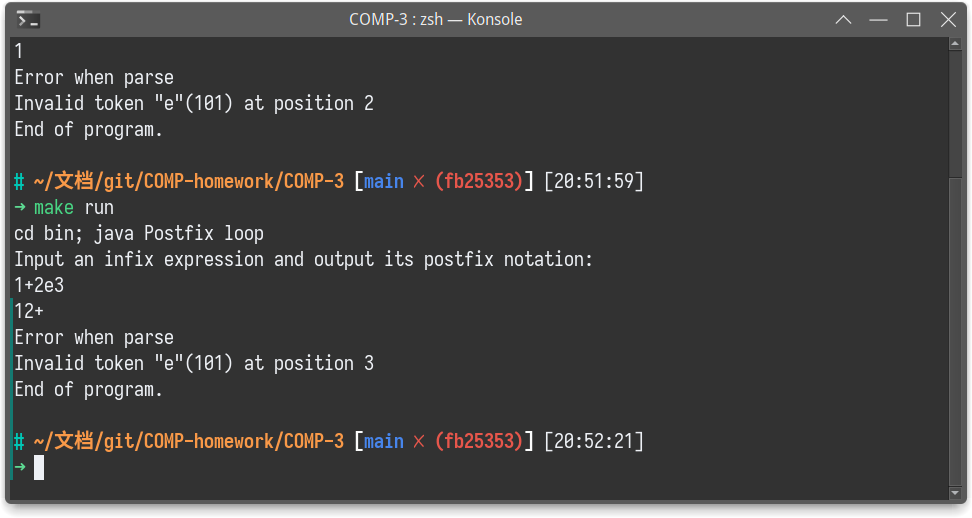 COMP-3 : zsh — Konsole
1
Error when parse
Invalid token "e"(101) at position 2
End of program.
# ~/文档/git/COMP-homework/COMP-3 [main × (fb25353)] [20:51:59]
→ make run
cd bin; java Postfix loop
Input an infix expression and output its postfix notation:
1+2e3
12+
Error when parse
Invalid token "e"(101) at position 3
End of program.
# ~/文档/git/COMP-homework/COMP-3 [main × (fb25353)] [20:52:21]
→